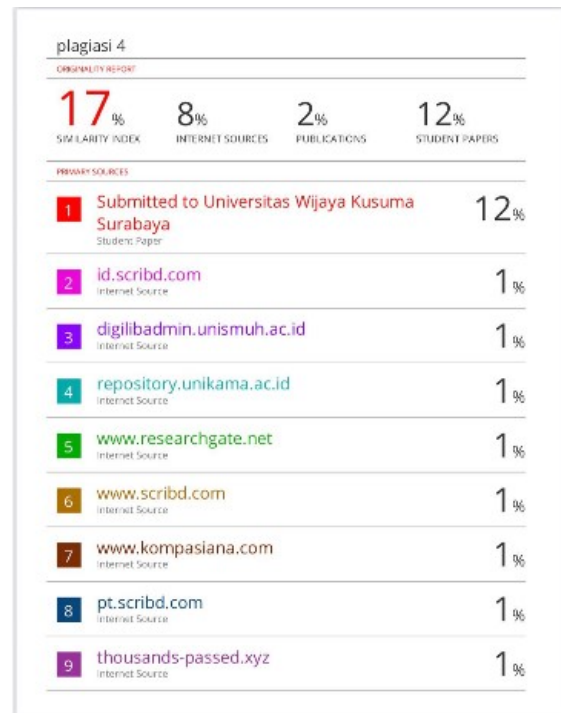 plagiasi 4
ORIGINALITY REPORT
17% 8% 2% 12%
SIMILARITY INDEX INTERNET SOURCES PUBLICATIONS STUDENT PAPERS
PRIMARY SOURCES
1 Submitted to Universitas Wijaya Kusuma 12%
Surabaya
Student Paper
2 id.scribd.com 1%
Internet Source
3 digilibadmin.unismuh.ac.id 1%
Internet Source
4 repository.unikama.ac.id 1%
Internet Source
5 www.researchgate.net 1%
Internet Source
6 www.scribd.com 1%
Internet Source
7 www.kompasiana.com 1%
Internet Source
8 pt.scribd.com 1%
Internet Source
9 thousands-passed.xyz 1%
Internet Source